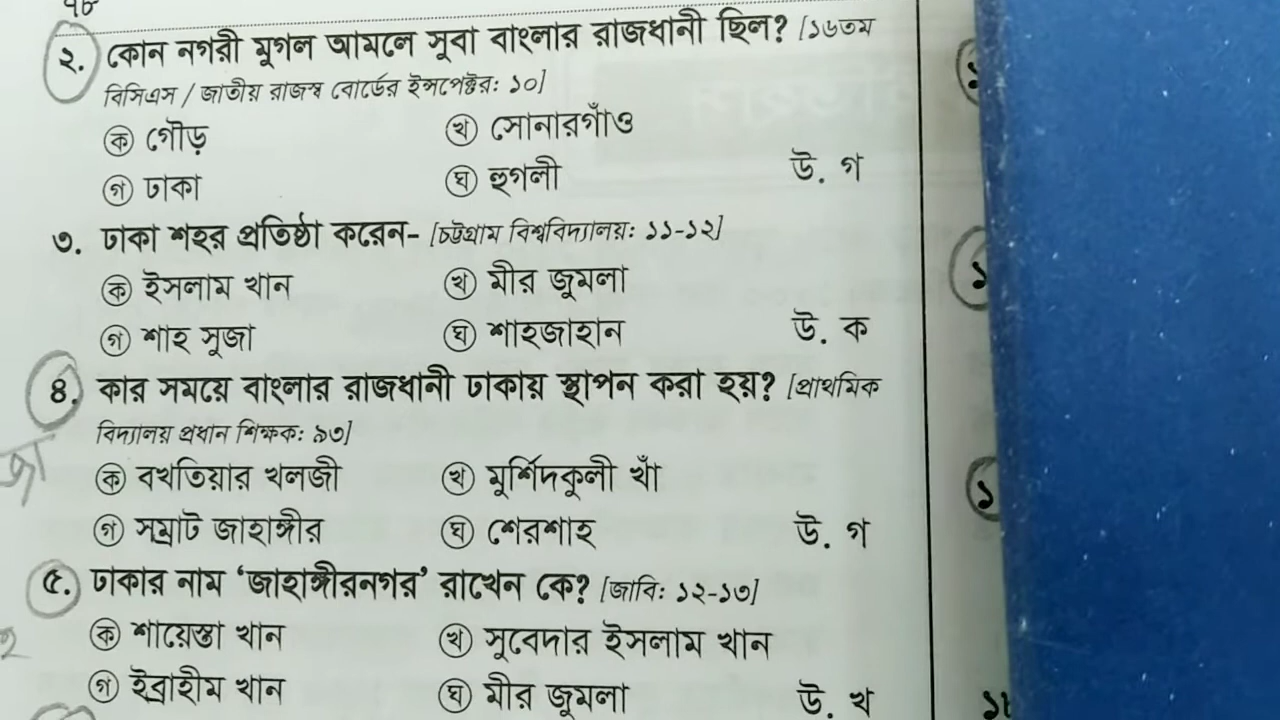 ৭৮
২. কোন নগরী মুগল আমলে সুবা বাংলার রাজধানী ছিল? [১৬তম
বিসিএস / জাতীয় রাজস্ব বোর্ডের ইন্সপেক্টর: ১০]
ক গৌড় খ সোনারগাঁও
গ ঢাকা ঘ হুগলী উ. গ
৩. ঢাকা শহর প্রতিষ্ঠা করেন- [চট্টগ্রাম বিশ্ববিদ্যালয়: ১১-১২]
ক ইসলাম খান খ মীর জুমলা
গ শাহ সুজা ঘ শাহজাহান উ. ক
৪. কার সময়ে বাংলার রাজধানী ঢাকায় স্থাপন করা হয়? [প্রাথমিক
বিদ্যালয় প্রধান শিক্ষক: ৯৩]
ক বখতিয়ার খলজী খ মুর্শিদকুলী খাঁ
গ সম্রাট জাহাঙ্গীর ঘ শেরশাহ উ. গ
৫. ঢাকার নাম ‘জাহাঙ্গীরনগর’ রাখেন কে? [জাবি: ১২-১৩]
ক শায়েস্তা খান খ সুবেদার ইসলাম খান
গ ইব্রাহীম খান ঘ মীর জুমলা উ. খ